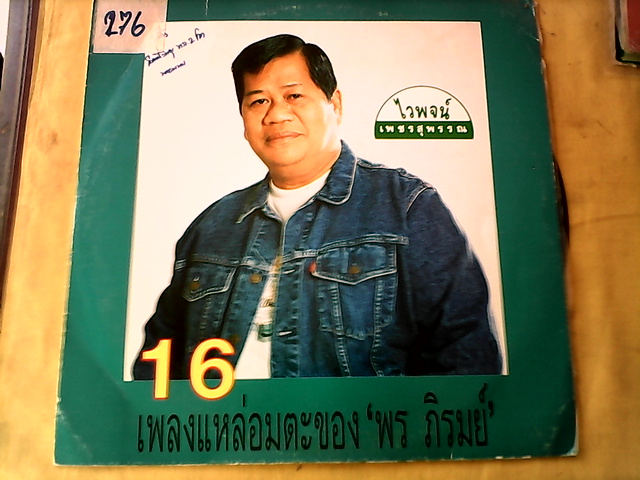 276
ไวพจน์
เพชรสุพรรณ
16
เพลงแหล่อมตะของ 'พร ภิรมย์'